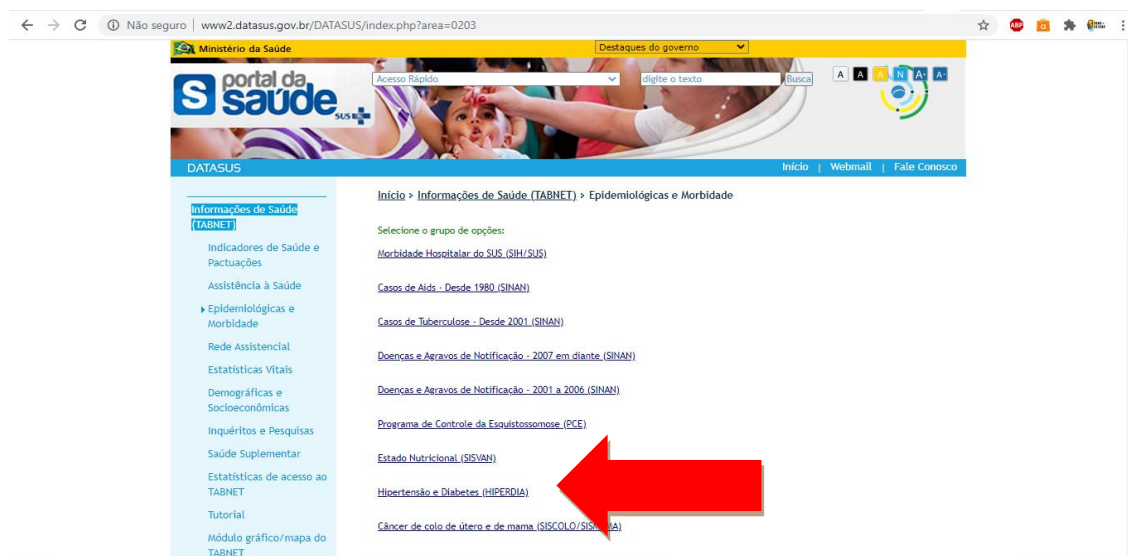 Não seguro | www2.datasus.gov.br/DATASUS/index.php?area=0203
ABP
Ministério da Saúde
Destaques do governo
portal da
saúde
SUS
S
Acesso Rápido
digite o texto
Busca
A A A N A+ A-
DATASUS
Início | Webmail | Fale Conosco
Informações de Saúde
(TABNET)
Indicadores de Saúde e
Pactuações
Assistência à Saúde
Epidemiológicas e
Morbidade
Rede Assistencial
Estatísticas Vitais
Demográficas e
Socioeconômicas
Inquéritos e Pesquisas
Saúde Suplementar
Estatísticas de acesso ao
TABNET
Tutorial
Módulo gráfico/mapa do
TABNET
Início > Informações de Saúde (TABNET) > Epidemiológicas e Morbidade
Selecione o grupo de opções:
Morbidade Hospitalar do SUS (SIH/SUS)
Casos de Aids - Desde 1980 (SINAN)
Casos de Tuberculose - Desde 2001 (SINAN)
Doenças e Agravos de Notificação - 2007 em diante (SINAN)
Doenças e Agravos de Notificação - 2001 a 2006 (SINAN)
Programa de Controle da Esquistossomose (PCE)
Estado Nutricional (SISVAN)
Hipertensão e Diabetes (HIPERDIA)
Câncer de colo de útero e de mama